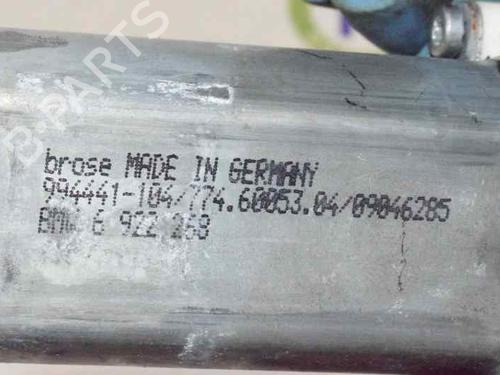 B-PARTS
brose MADE IN GERMANY
994441-104/774.60053.04/09046285
BMW 6 922 268